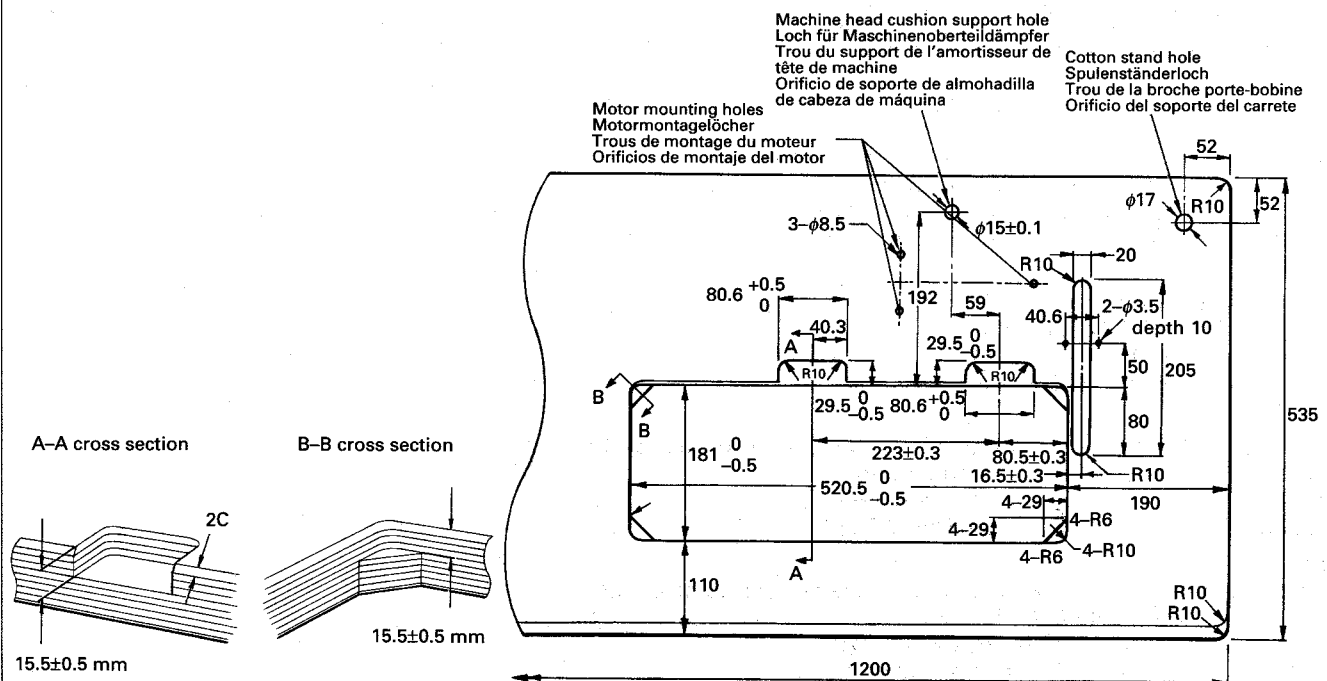 Machine head cushion support hole
Loch für Maschinenoberteildämpfer
Trou du support de l'amortisseur de
tête de machine
Orificio de soporte de almohadilla
de cabeza de máquina
Cotton stand hole
Spulenständerloch
Trou de la broche porte-bobine
Orificio del soporte del carrete
Motor mounting holes
Motormontagelöcher
Trous de montage du moteur
Orificios de montaje del motor
52
φ17
R10
52
3–φ8.5
φ15±0.1
20
R10
80.6 +0.5 0
192
59
40.6
2–φ3.5
depth 10
40.3
A
29.5 0 –0.5
R10
R10
50
205
B
B
29.5 0 –0.5
80.6 +0.5 0
80
535
A–A cross section
B–B cross section
181 0 –0.5
223±0.3
80.5±0.3
16.5±0.3
R10
520.5 0 –0.5
190
4–29
4–R6
4–29
4–R10
4–R6
2C
A
110
R10
R10
15.5±0.5 mm
15.5±0.5 mm
1200